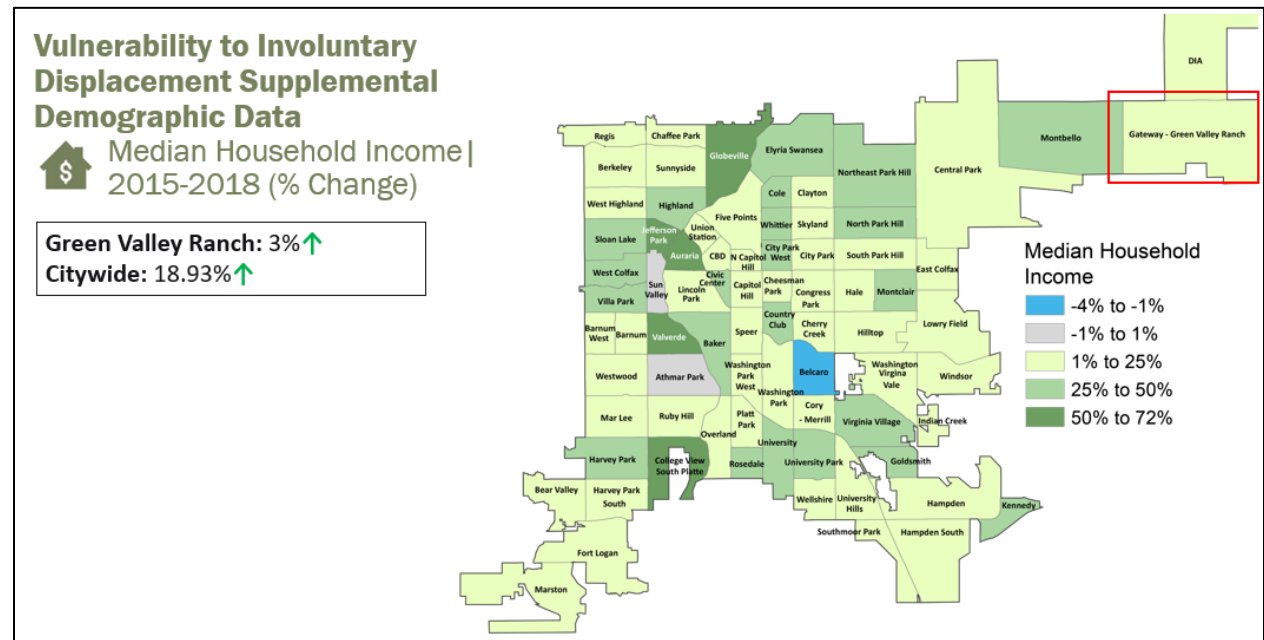 Vulnerability to Involuntary
Displacement Supplemental
Demographic Data
$
Median Household Income|
2015-2018 (% Change)
Green Valley Ranch: 3%↑
Citywide: 18.93%↑
DIA
Gateway - Green Valley Ranch
Montbello
Central Park
Regis
Chaffee Park
Globeville
Elyria Swansea
Northeast Park Hill
Berkeley
Sunnyside
Cole
Clayton
West Highland
Highland
Five Points
Whittier
Skyland
North Park Hill
Sloan Lake
Jefferson
Park
Union
Station
Auraria
CBD
N Capitol
Hill
City Park
West
City Park
South Park Hill
East Colfax
West Colfax
Sun
Valley
Lincoln
Park
Civic
Center
Capitol
Hill
Cheesman
Park
Congress
Park
Hale
Montclair
Villa Park
Country
Club
Cherry
Creek
Hilltop
Lowry Field
Barnum
West
Barnum
Valverde
Baker
Speer
Westwood
Athmar Park
Washington
Park
West
Washington
Park
Belcaro
Washington
Virgina
Vale
Windsor
Mar Lee
Ruby Hill
Overland
Platt
Park
Cory
- Merrill
Virginia Village
Indian Creek
Harvey Park
College View
South Platte
Rosedale
University
University Park
Goldsmith
Bear Valley
Harvey Park
South
Wellshire
University
Hills
Hampden
Kennedy
Southmoor Park
Hampden South
Fort Logan
Marston
Median Household
Income
-4% to -1%
-1% to 1%
1% to 25%
25% to 50%
50% to 72%